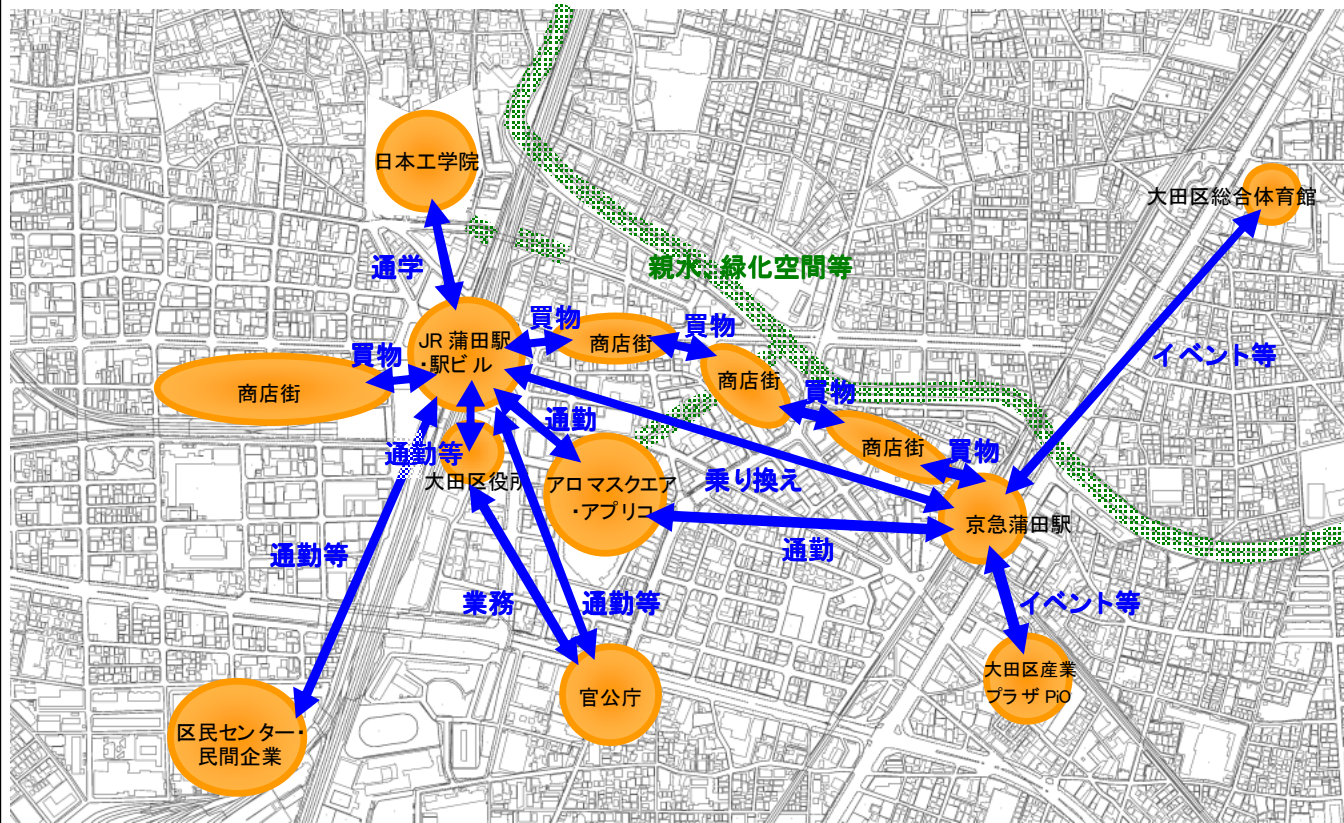 日本工学院
大田区総合体育館
通学
親水、緑化空間等
買物
買物
JR 蒲田駅
・駅ビル
商店街
買物
イベント等
商店街
商店街
買物
通勤
商店街
買物
通勤等
大田区役所
アロマスクエア
・アプリコ
乗り換え
京急蒲田駅
通勤
通勤等
業務
通勤等
イベント等
大田区産業
プラザ PiO
官公庁
区民センター・
民間企業